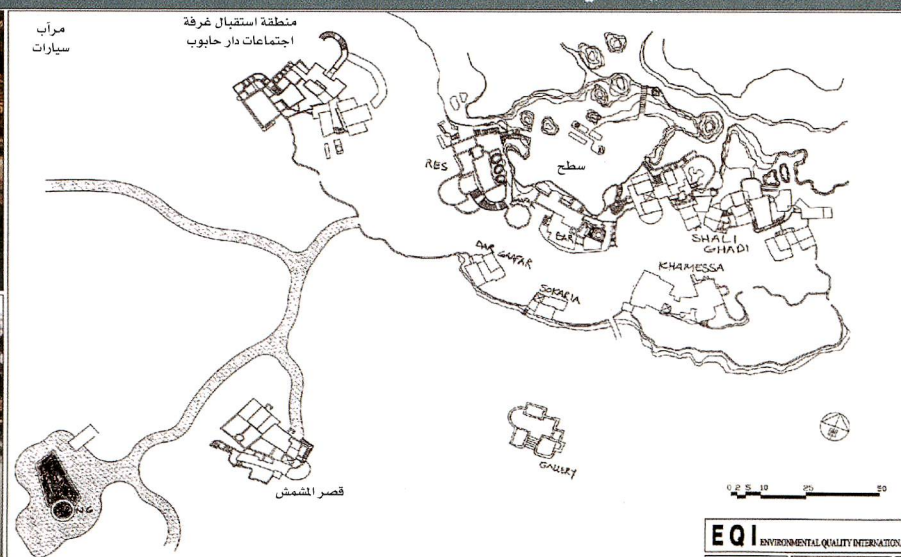 مرآب
سيارات
منطقة استقبال غرفة
اجتماعات دار حابوب
RES
سطح
BAR
SHALI
GHADI
DAR GAAFAR
KHAMESSA
SOKARIA
GALLERY
قصر المشمش
0 2 5 10 25 50
EQI ENVIRONMENTAL QUALITY INTERNATIONAL